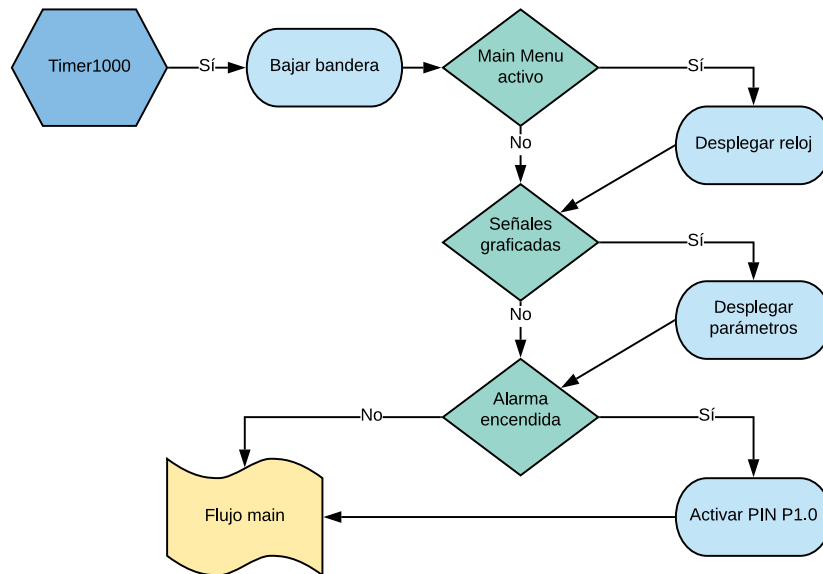 Timer1000
Sí
Bajar bandera
Main Menu
activo
Sí
No
Desplegar reloj
Señales
graficadas
Sí
No
Desplegar
parámetros
Alarma
encendida
No
Sí
Flujo main
Activar PIN P1.0